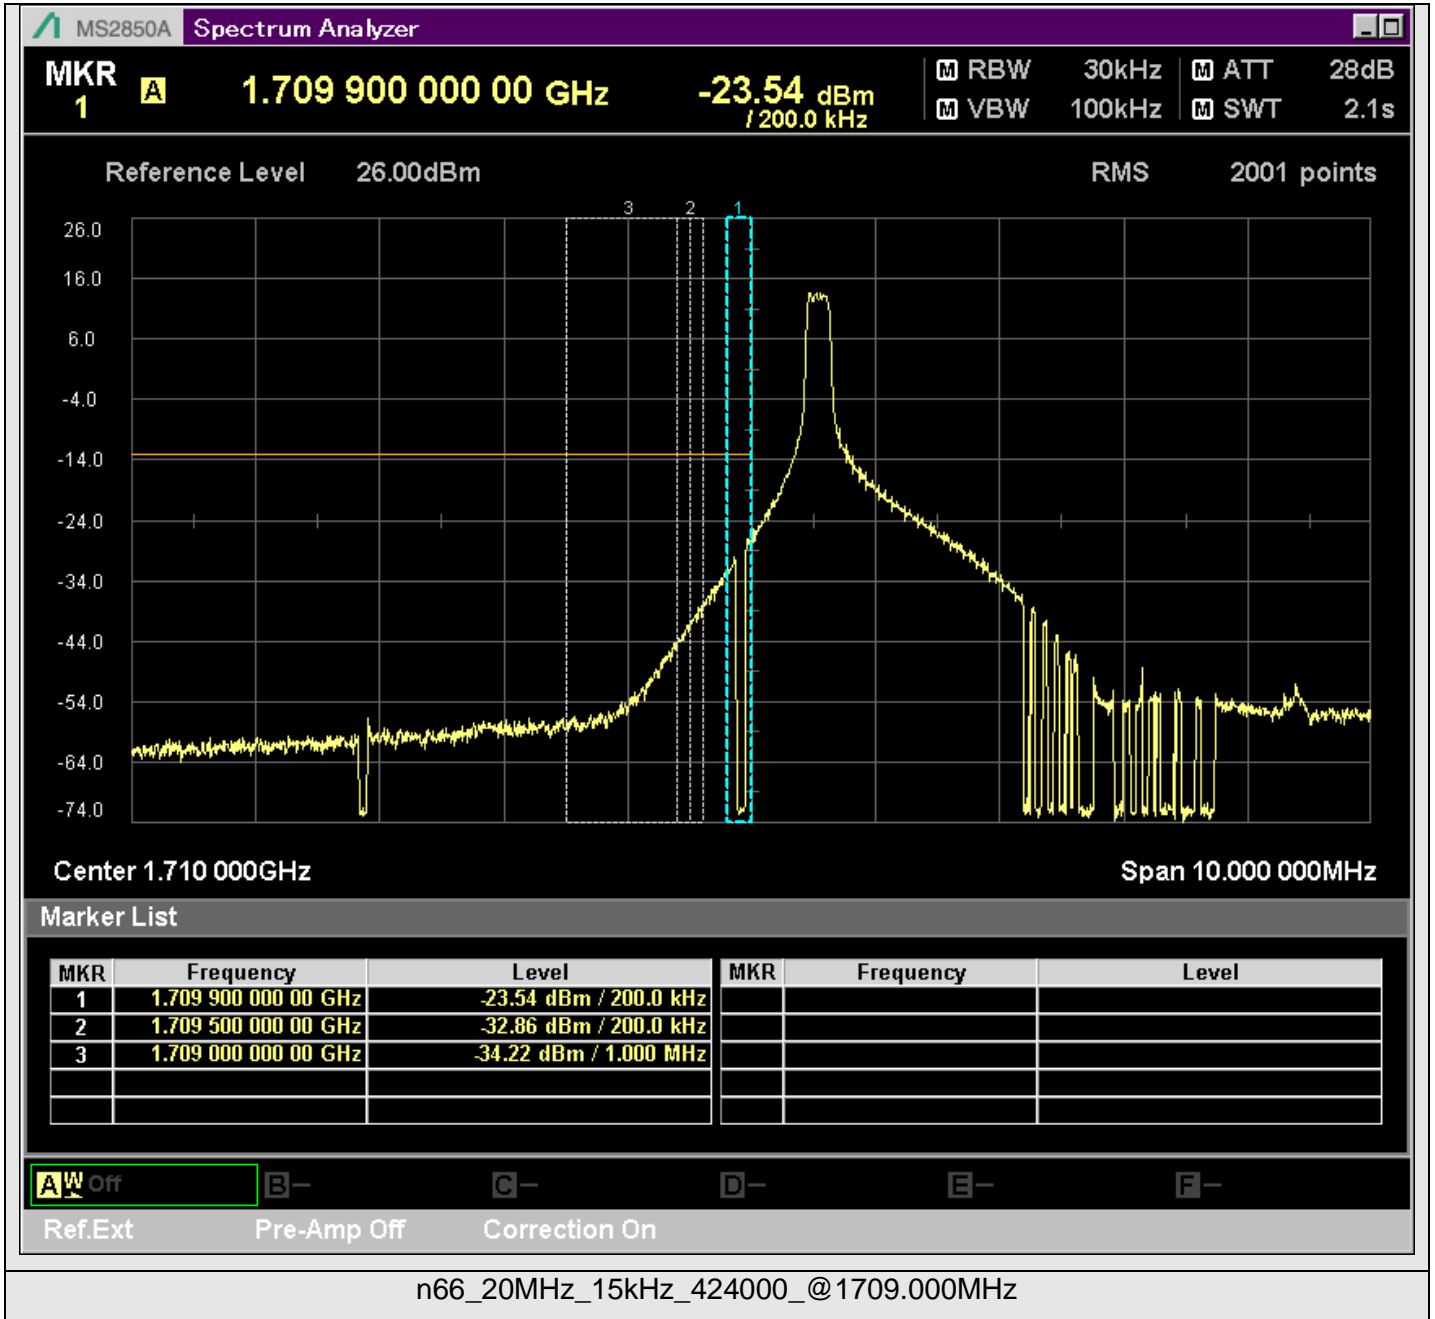 MS2850A Spectrum Analyzer
MKR 1 A 1.709 900 000 00 GHz -23.54 dBm / 200.0 kHz
M RBW 30kHz M ATT 28dB
M VBW 100kHz M SWT 2.1s
Reference Level 26.00dBm RMS 2001 points
3 2 1
26.0
16.0
6.0
-4.0
-14.0
-24.0
-34.0
-44.0
-54.0
-64.0
-74.0
Center 1.710 000GHz Span 10.000 000MHz
Marker List
MKR Frequency Level MKR Frequency Level
1 1.709 900 000 00 GHz -23.54 dBm / 200.0 kHz
2 1.709 500 000 00 GHz -32.86 dBm / 200.0 kHz
3 1.709 000 000 00 GHz -34.22 dBm / 1.000 MHz
A W Off B – C – D – E – F –
Ref.Ext Pre-Amp Off Correction On
n66_20MHz_15kHz_424000_@1709.000MHz